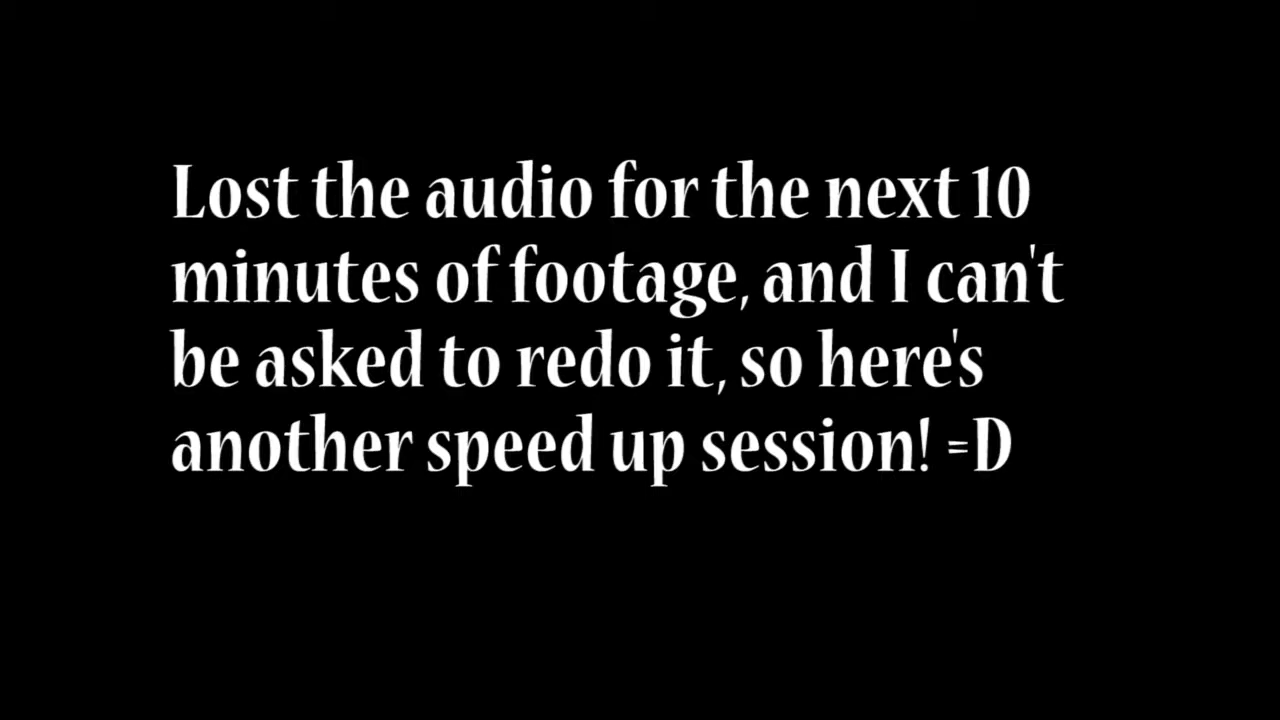 Lost the audio for the next 10
minutes of footage, and I can't
be asked to redo it, so here's
another speed up session! =D